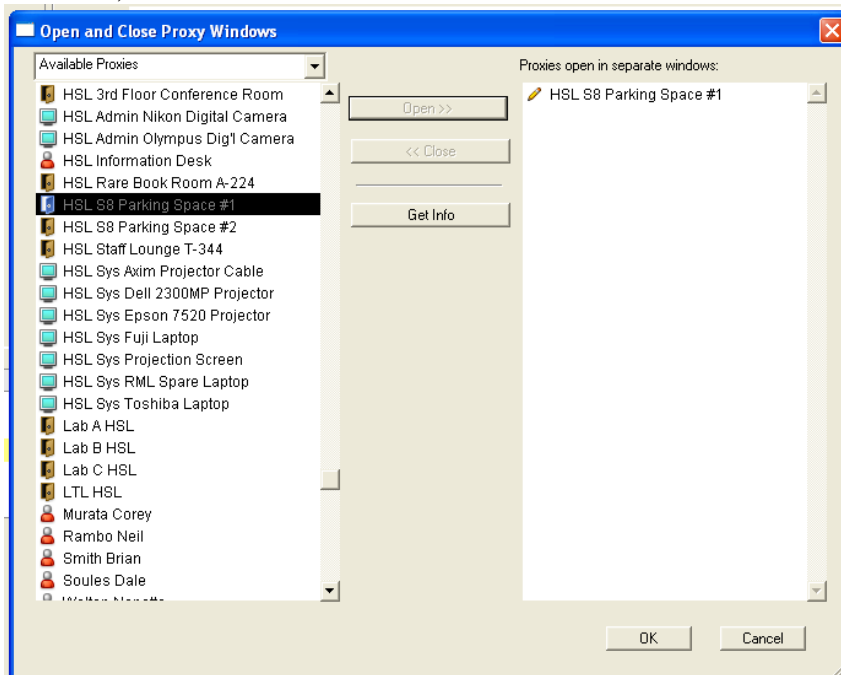 Open and Close Proxy Windows
Available Proxies
HSL 3rd Floor Conference Room
HSL Admin Nikon Digital Camera
HSL Admin Olympus Dig'l Camera
HSL Information Desk
HSL Rare Book Room A-224
HSL S8 Parking Space #1
HSL S8 Parking Space #2
HSL Staff Lounge T-344
HSL Sys Axim Projector Cable
HSL Sys Dell 2300MP Projector
HSL Sys Epson 7520 Projector
HSL Sys Fuji Laptop
HSL Sys Projection Screen
HSL Sys RML Spare Laptop
HSL Sys Toshiba Laptop
Lab A HSL
Lab B HSL
Lab C HSL
LTL HSL
Murata Corey
Rambo Neil
Smith Brian
Soules Dale
Open >>
<< Close
Get Info
Proxies open in separate windows:
HSL S8 Parking Space #1
OK
Cancel